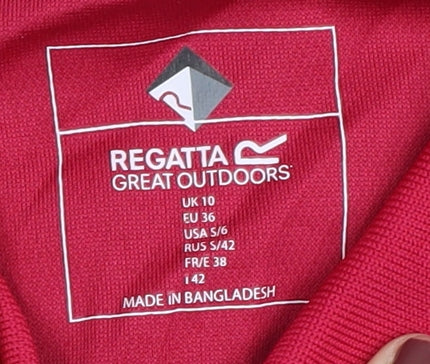 REGATTA
GREAT OUTDOORS
UK 10
EU 36
USA S/6
RUS S/42
FR/E 38
I 42
MADE IN BANGLADESH